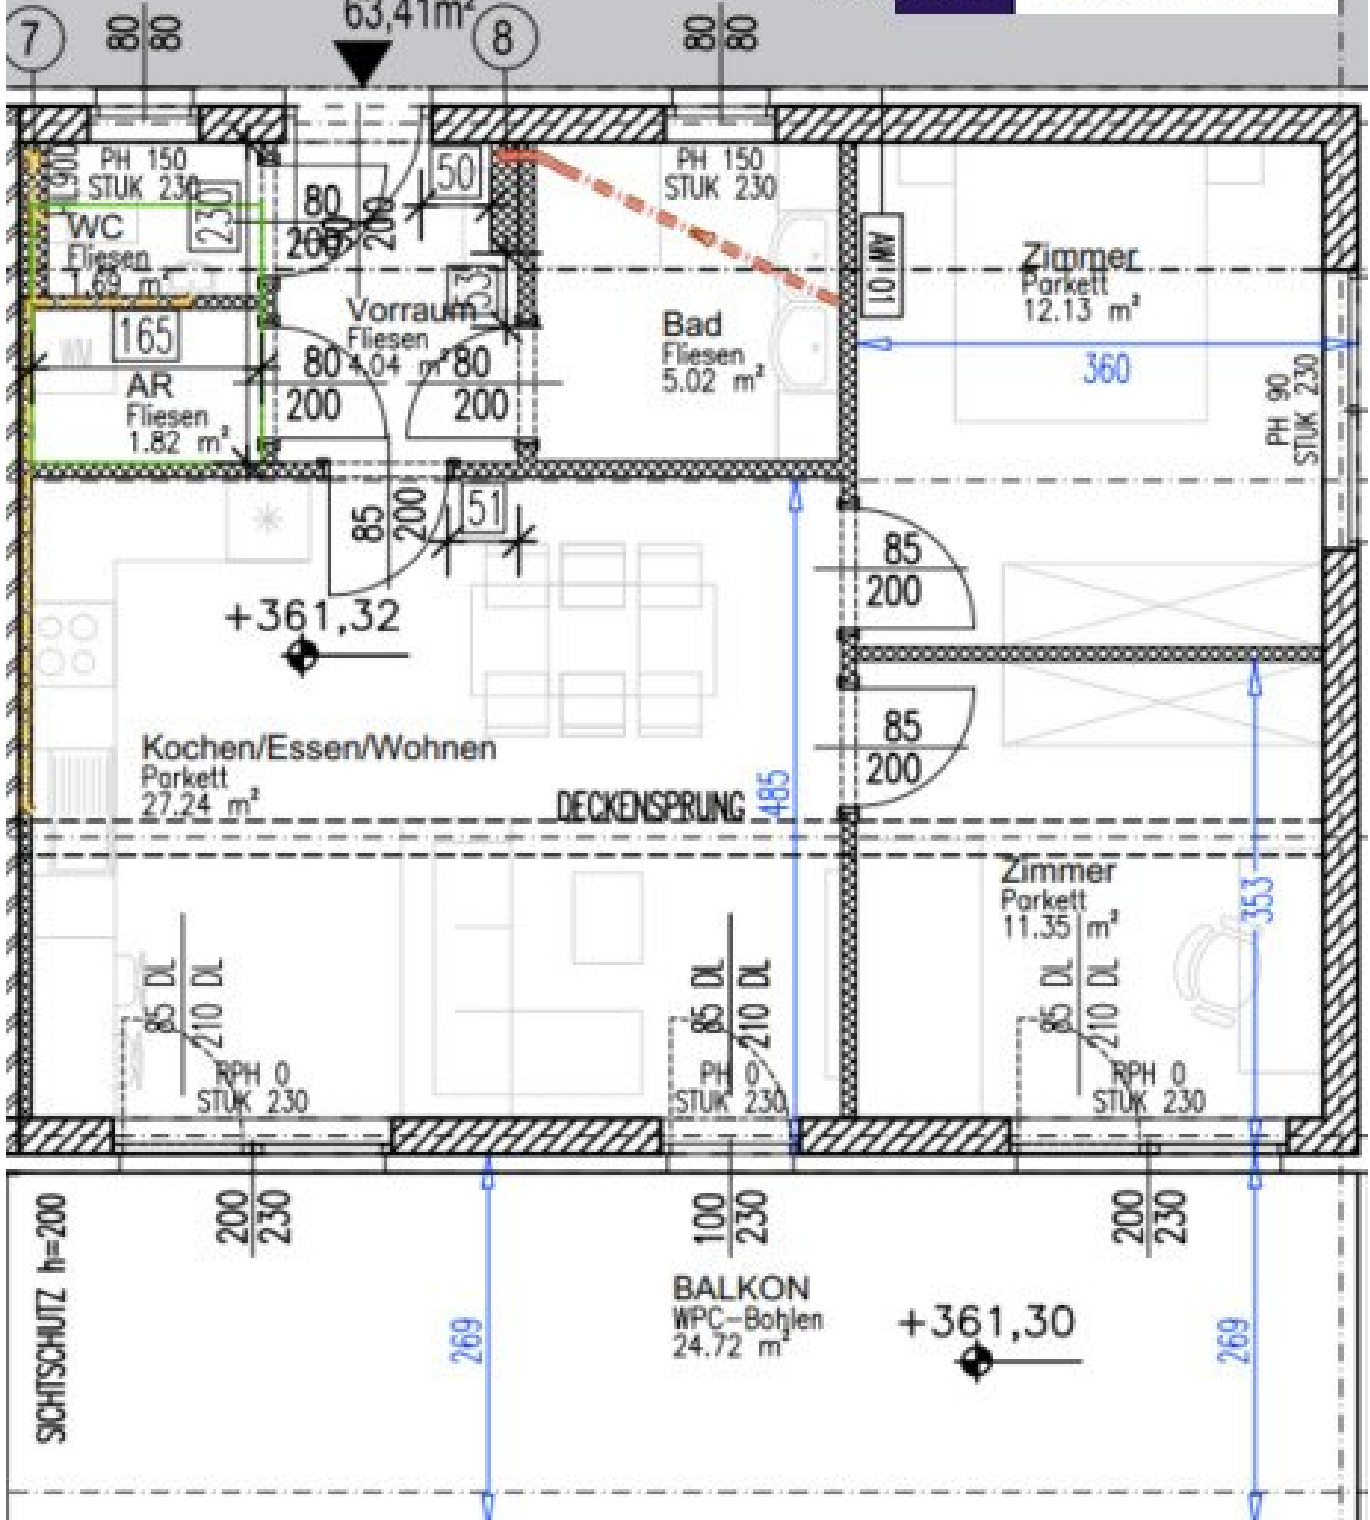 63,41m²
7
80
80
8
80
80
PH 150
STUK 230
WC
Fliesen
1.69 m²
230
80
200
200
50
PH 150
STUK 230
AW 01
Zimmer
Parkett
12.13 m²
165
Vorraum
Fliesen
4.04 m²
53
Bad
Fliesen
5.02 m²
360
AR
Fliesen
1.82 m²
WM
80
200
80
200
PH 90
STUK 230
85
200
51
85
200
+361,32
85
200
Kochen/Essen/Wohnen
Parkett
27.24 m²
DECKENSPRUNG
485
Zimmer
Parkett
11.35 m²
353
85 DL
210 DL
85 DL
210 DL
85 DL
210 DL
RPH 0
STUK 230
PH 0
STUK 230
RPH 0
STUK 230
SICHTSCHUTZ h=200
200
230
100
230
200
230
BALKON
WPC-Bohlen
24.72 m²
+361,30
269
269